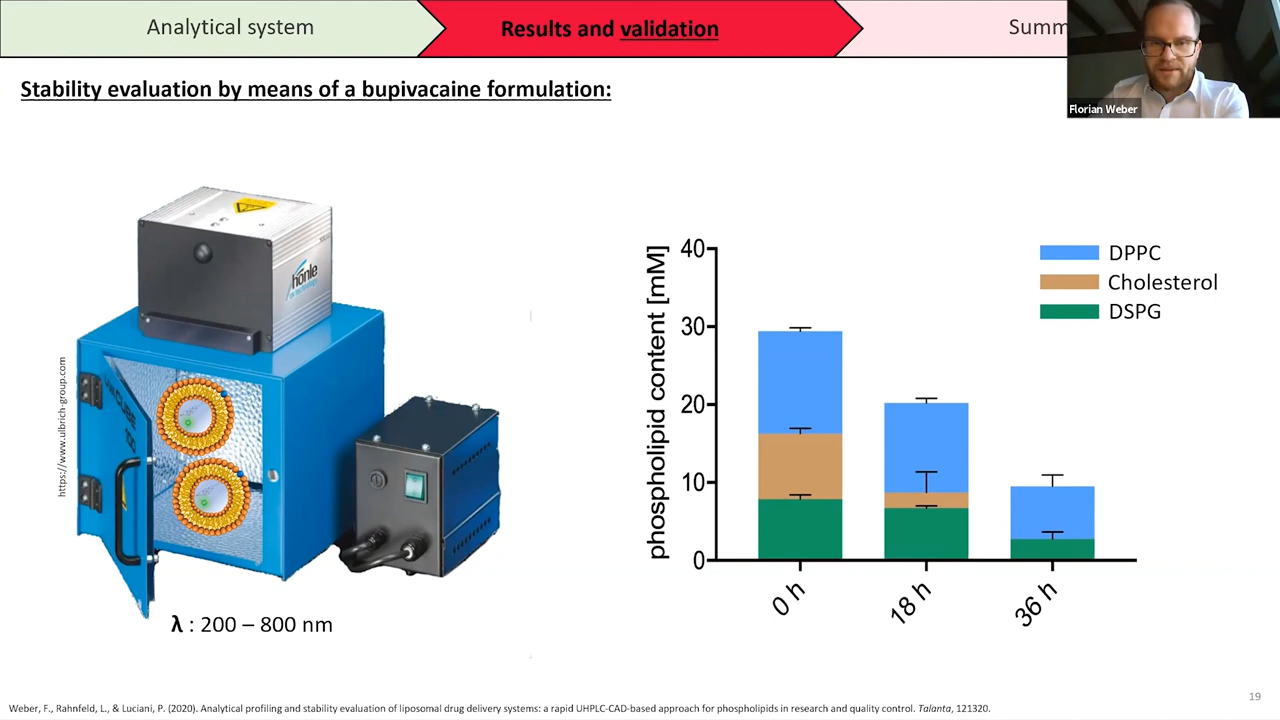 Analytical system
Results and validation
Summ
Florian Weber
Stability evaluation by means of a bupivacaine formulation:
hönle
https://www.ulbrich-group.com
CUBE
100
λ : 200 – 800 nm
phospholipid content [mM]
40
30
20
10
0
0 h
18 h
36 h
DPPC
Cholesterol
DSPG
19
Weber, F., Rahnfeld, L., & Luciani, P. (2020). Analytical profiling and stability evaluation of liposomal drug delivery systems: a rapid UHPLC-CAD-based approach for phospholipids in research and quality control. Talanta, 121320.